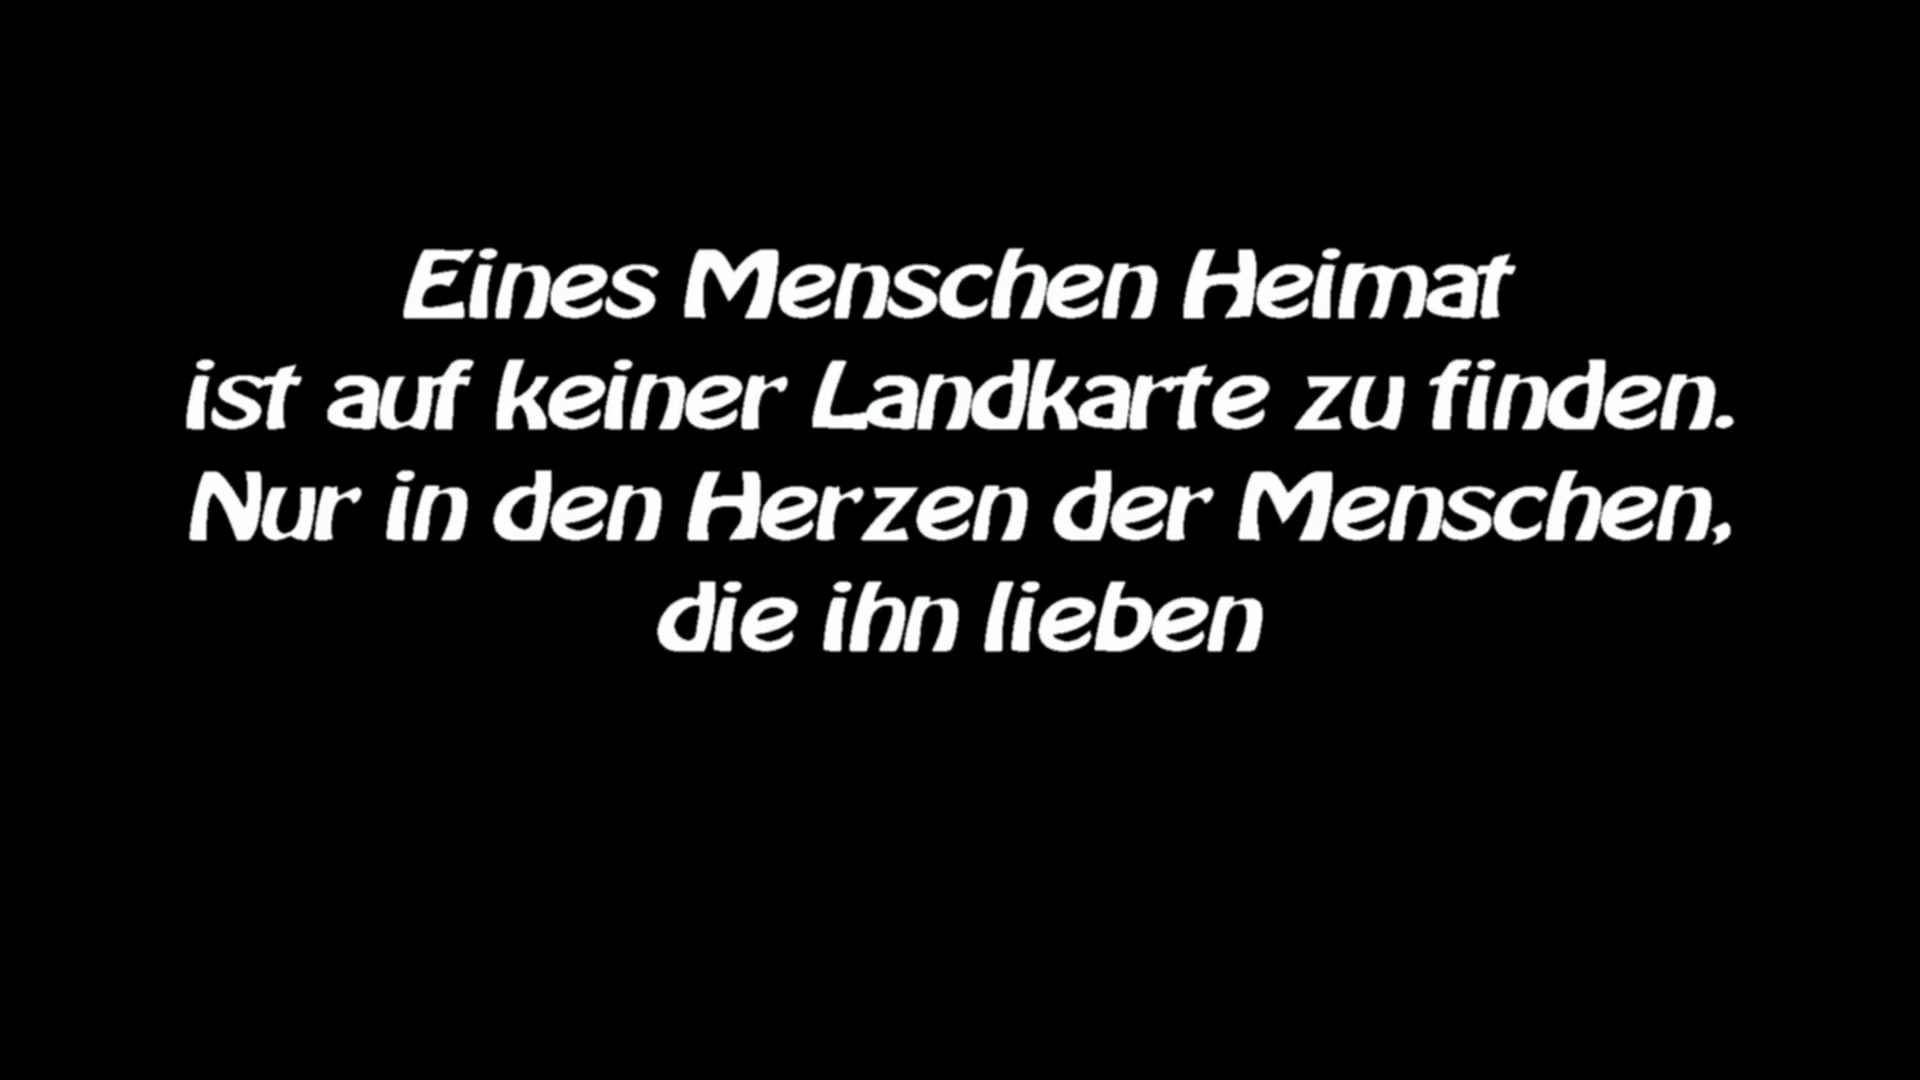 Eines Menschen Heimat
ist auf keiner Landkarte zu finden.
Nur in den Herzen der Menschen,
die ihn lieben